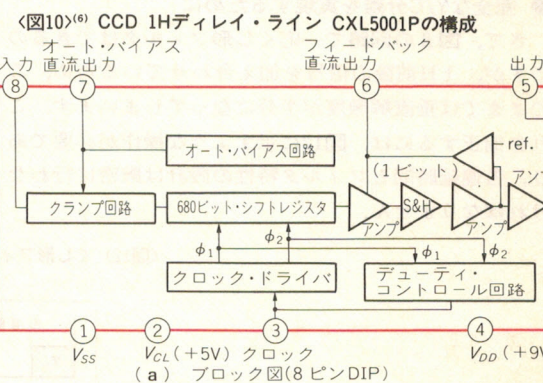 〈図10〉⁽⁶⁾ CCD 1Hディレイ・ライン CXL5001Pの構成
オート・バイアス
直流出力
フィードバック
入力
出力
8
7
6
5
オート・バイアス回路
ref.
(1ビット)
アンプ
クランプ回路
680ビット・シフトレジスタ
アンプ
S&H
アンプ
φ1
φ2
φ1
φ2
クロック・ドライバ
デューティ・
コントロール回路
1
2
3
4
VSS
VCL(+5V)
クロック
VDD(+9V
(a) ブロック図(8ピンDIP)